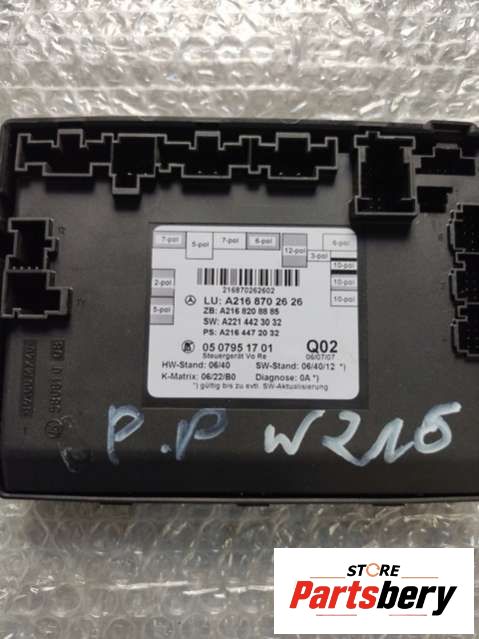 7-pol 5-pol 7-pol 6-pol 12-pol 6-pol
3-pol 10-pol
10-pol
2-pol 10-pol
5-pol 10-pol
216870262602
LU: A216 870 26 26
ZB: A216 820 88 85
SW: A221 442 30 32
PS: A216 447 20 32
05 0795 17 01 Q02
Steuergerät Vo Re 06/07/07
HW-Stand: 06/40 SW-Stand: 06/40/12 *)
K-Matrix: 06/22/B0 Diagnose: 0A *)
*) gültig bis zu evtl. SW-Aktualisierung
P.P W216
STORE
Partsbery